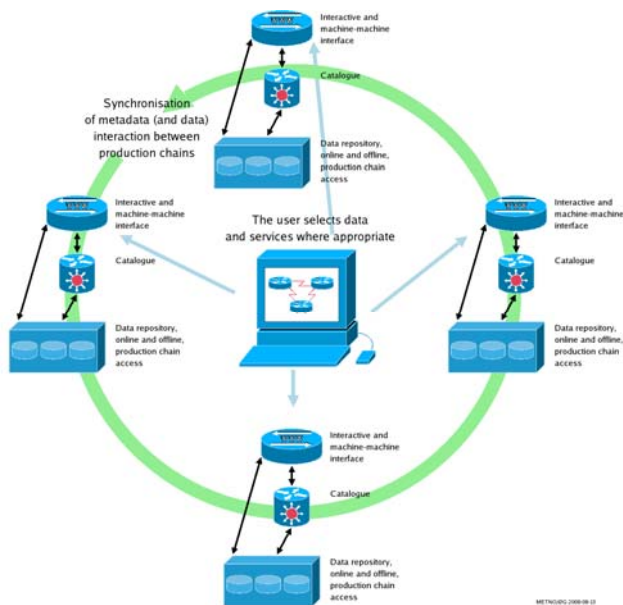 Interactive and
machine-machine
interface
Catalogue
Synchronisation
of metadata (and data)
interaction between
production chains
Data repository,
online and offline,
production chain
access
Interactive and
machine-machine
interface
Catalogue
Data repository,
online and offline,
production chain
access
The user selects data
and services where appropriate
Interactive and
machine-machine
interface
Catalogue
Data repository,
online and offline,
production chain
access
Interactive and
machine-machine
interface
Catalogue
Data repository,
online and offline,
production chain
access